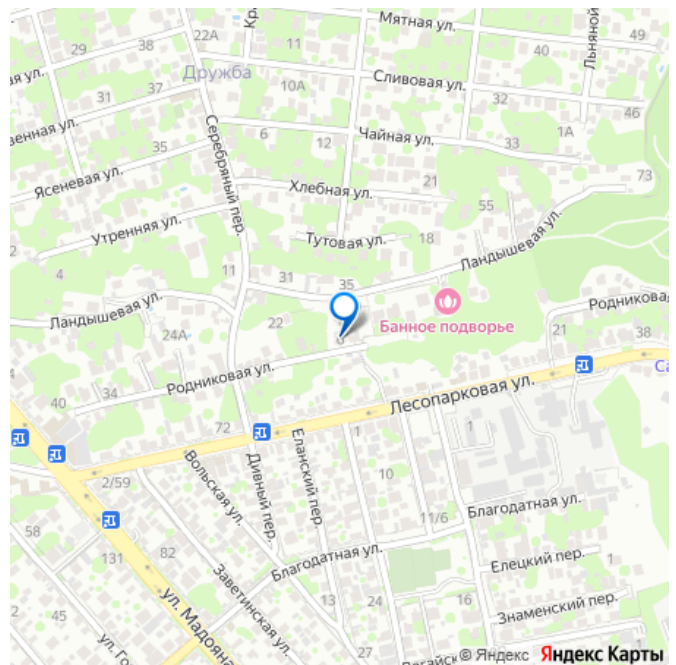 Мятная ул.
49
38
22А
11
40
29
Дружба
Сливовая ул.
Льняной
10А
32
46
31
37
Серебряный пер.
6
12
Чайная ул.
33
1А
35
Ясеневая ул.
Хлебная ул.
21
73
Утренняя ул.
Тутовая ул.
18
55
Ландышевая ул.
4
11
31
35
Ландышевая ул.
22
24А
Банное подворье
Родниковая
21
38
34
40
Родниковая ул.
Лесопарковая ул.
72
1
1
Вольская ул.
Дивный пер.
Еланский пер.
10
2/59
11/6
Благодатная ул.
58
131
82
Благодатная ул.
Елецкий пер.
1
Заветинская ул.
ул. Мадояна
13
24
16
Знаменский пер.
45
27
© Яндекс Яндекс Карты